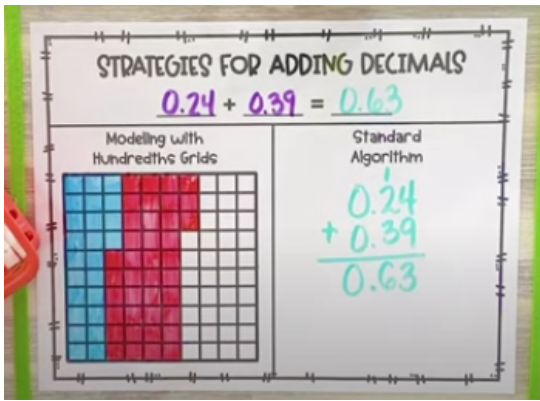 STRATEGIES FOR ADDING DECIMALS
0.24 + 0.39 = 0.63
Modeling with
Hundredths Grids
Standard
Algorithm
1
0.24
+ 0.39
0.63